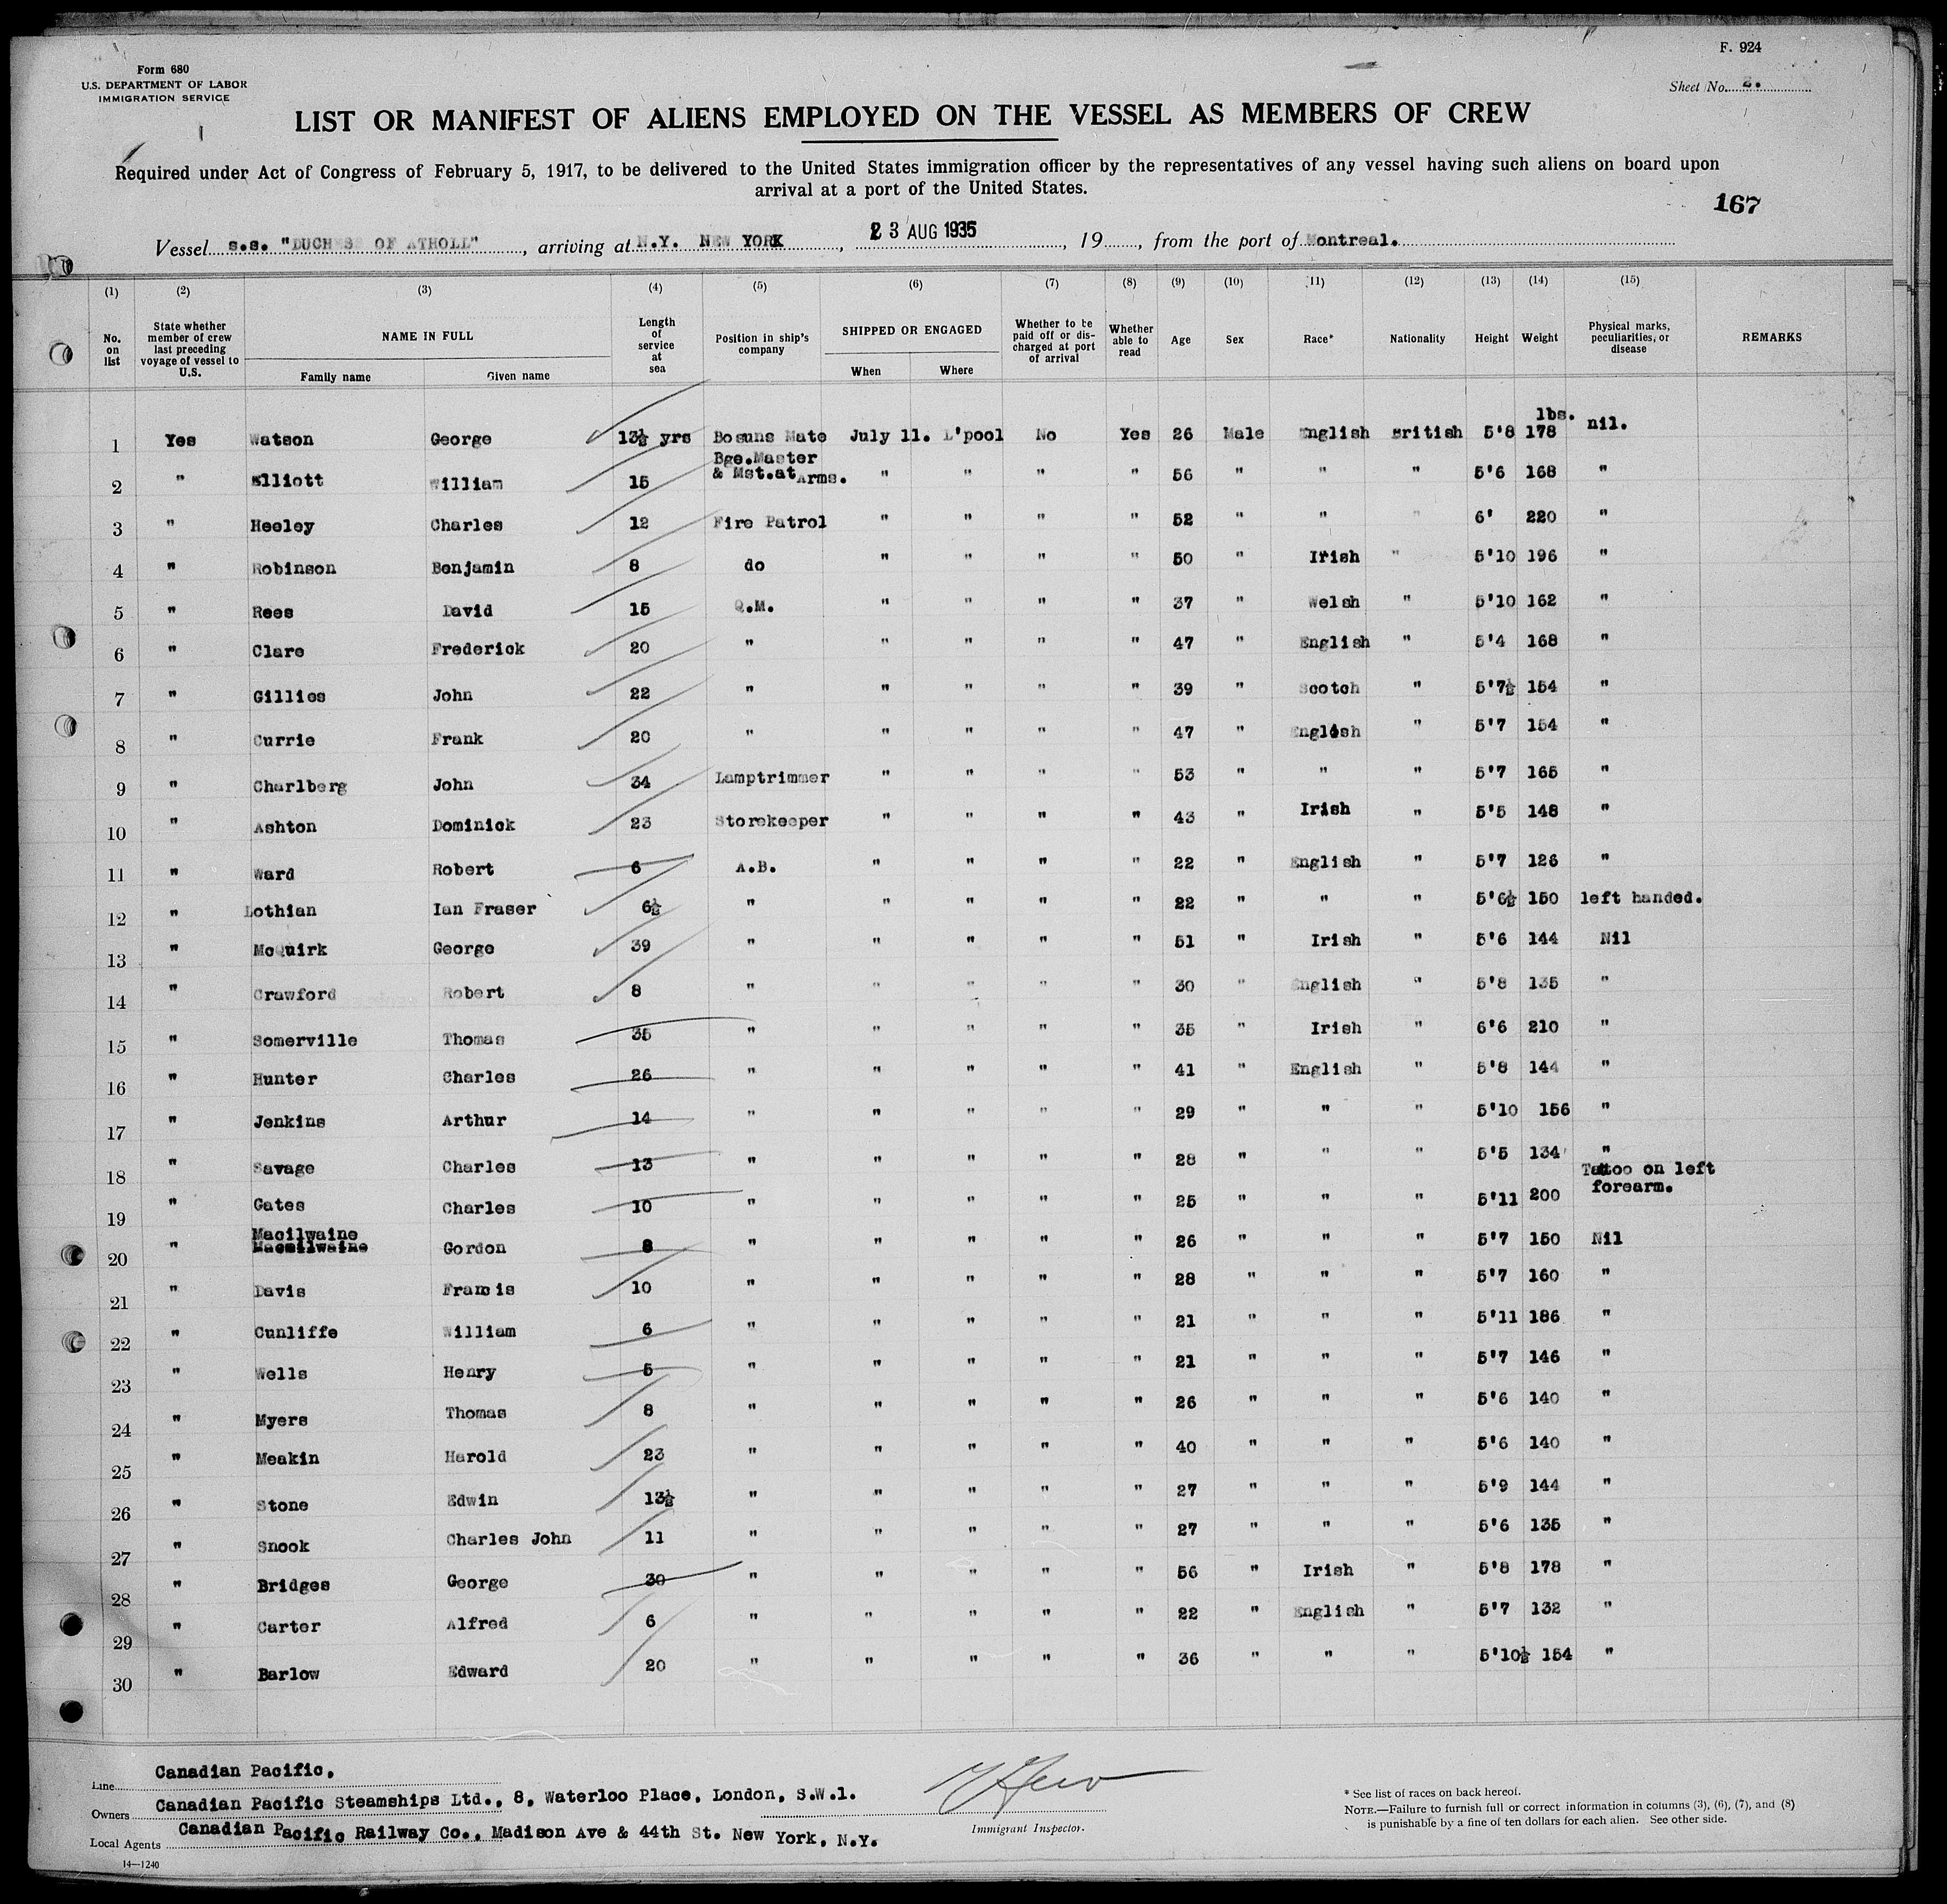 F. 924
Form 680
U.S. DEPARTMENT OF LABOR
IMMIGRATION SERVICE
Sheet No. 2.
LIST OR MANIFEST OF ALIENS EMPLOYED ON THE VESSEL AS MEMBERS OF CREW
Required under Act of Congress of February 5, 1917, to be delivered to the United States immigration officer by the representatives of any vessel having such aliens on board upon
arrival at a port of the United States.
167
Vessel s.s. "DUCHESS OF ATHOLL", arriving at N.Y. NEW YORK, 23 AUG 1935, 19, from the port of Montreal.
(1) (2) (3) (4) (5) (6) (7) (8) (9) (10) (11) (12) (13) (14) (15)
No. on list State whether member of crew last preceding voyage of vessel to U.S. NAME IN FULL Family name Given name Length of service at sea Position in ship's company SHIPPED OR ENGAGED When Where Whether to be paid off or discharged at port of arrival Whether able to read Age Sex Race* Nationality Height Weight Physical marks, peculiarities, or disease REMARKS
lbs.
1 Yes Watson George 13½ yrs Bosuns Mate July 11. L'pool No Yes 26 Male English British 5'8 178 nil.
2 " Elliott William 15 Bge.Master & Mst.at Arms. " " " " 56 " " " 5'6 168 "
3 " Heeley Charles 12 Fire Patrol " " " " 52 " " " 6' 220 "
4 " Robinson Benjamin 8 do " " " " 50 " Irish " 5'10 196 "
5 " Rees David 15 Q.M. " " " " 37 " Welsh " 5'10 162 "
6 " Clare Frederick 20 " " " " " 47 " English " 5'4 168 "
7 " Gillies John 22 " " " " " 39 " Scotch " 5'7½ 154 "
8 " Currie Frank 20 " " " " " 47 " English " 5'7 154 "
9 " Charlberg John 34 Lamptrimmer " " " " 53 " " " 5'7 165 "
10 " Ashton Dominick 23 Storekeeper " " " " 43 " Irish " 5'5 148 "
11 " Ward Robert 6 A.B. " " " " 22 " English " 5'7 126 "
12 " Lothian Ian Fraser 6½ " " " " " 22 " " " 5'6½ 150 left handed.
13 " McQuirk George 39 " " " " " 51 " Irish " 5'6 144 Nil
14 " Crawford Robert 8 " " " " " 30 " English " 5'8 135 "
15 " Somerville Thomas 35 " " " " " 35 " Irish " 6'6 210 "
16 " Hunter Charles 26 " " " " " 41 " English " 5'8 144 "
17 " Jenkins Arthur 14 " " " " " 29 " " " 5'10 156 "
18 " Savage Charles 13 " " " " " 28 " " " 5'5 134 "
19 " Gates Charles 10 " " " " " 25 " " " 5'11 200 Tattoo on left forearm.
20 " Macilwaine Gordon 8 " " " " " 26 " " " 5'7 150 Nil
21 " Davis Francis 10 " " " " " 28 " " " 5'7 160 "
22 " Cunliffe William 6 " " " " " 21 " " " 5'11 186 "
23 " Wells Henry 5 " " " " " 21 " " " 5'7 146 "
24 " Myers Thomas 8 " " " " " 26 " " " 5'6 140 "
25 " Meakin Harold 23 " " " " " 40 " " " 5'6 140 "
26 " Stone Edwin 13½ " " " " " 27 " " " 5'9 144 "
27 " Snook Charles John 11 " " " " " 27 " " " 5'6 135 "
28 " Bridges George 30 " " " " " 56 " Irish " 5'8 178 "
29 " Carter Alfred 6 " " " " " 22 " English " 5'7 132 "
30 " Barlow Edward 20 " " " " " 36 " " " 5'10½ 154 "
Line Canadian Pacific.
Owners Canadian Pacific Steamships Ltd., 8, Waterloo Place, London, S.W.1.
Local Agents Canadian Pacific Railway Co., Madison Ave & 44th St. New York, N.Y.
Immigrant Inspector.
* See list of races on back hereof.
NOTE.—Failure to furnish full or correct information in columns (3), (6), (7), and (8)
is punishable by a fine of ten dollars for each alien. See other side.
14—1240